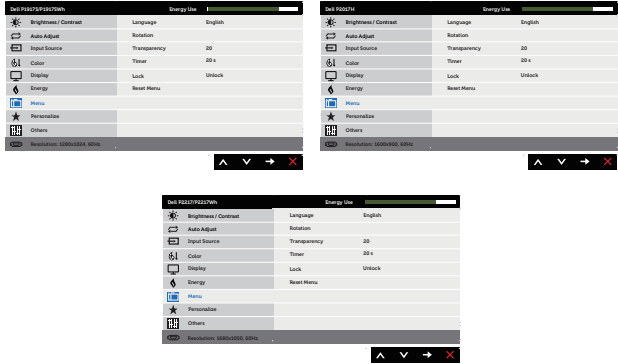 Dell P1917S/P1917SWh Energy Use
Brightness / Contrast Language English
Auto Adjust Rotation
Input Source Transparency 20
Color Timer 20 s
Display Lock Unlock
Energy Reset Menu
Menu
Personalize
Others
Resolution: 1280x1024, 60Hz
Dell P2017H Energy Use
Brightness / Contrast Language English
Auto Adjust Rotation
Input Source Transparency 20
Color Timer 20 s
Display Lock Unlock
Energy Reset Menu
Menu
Personalize
Others
Resolution: 1600x900, 60Hz
Dell P2217/P2217Wh Energy Use
Brightness / Contrast Language English
Auto Adjust Rotation
Input Source Transparency 20
Color Timer 20 s
Display Lock Unlock
Energy Reset Menu
Menu
Personalize
Others
Resolution: 1680x1050, 60Hz